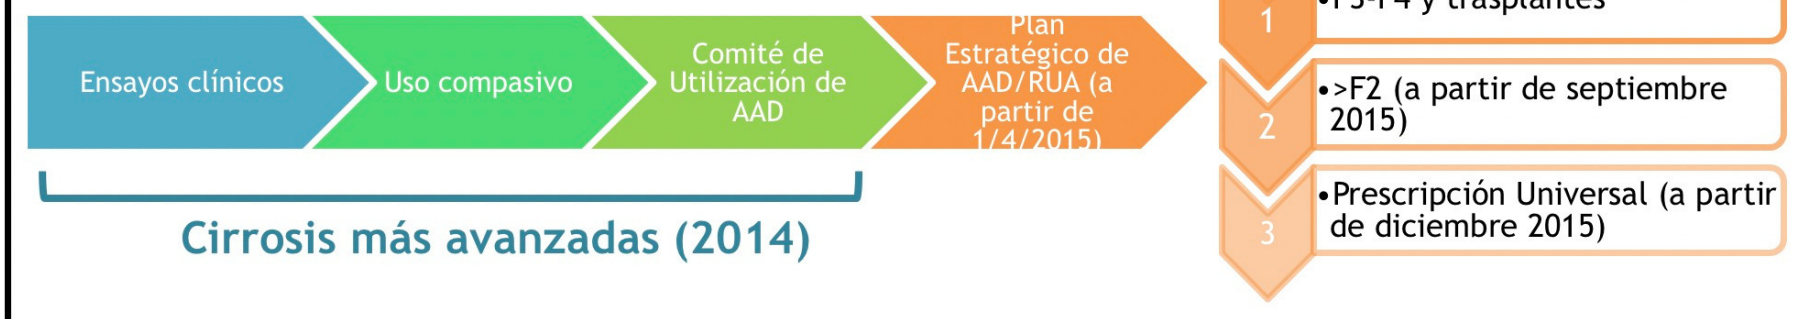 Ensayos clínicos
Uso compasivo
Comité de
Utilización de
AAD
Plan
Estratégico de
AAD/RUA (a
partir de
1/4/2015)
Cirrosis más avanzadas (2014)
1
y trasplantes
2
•>F2 (a partir de septiembre
2015)
3
•Prescripción Universal (a partir
de diciembre 2015)